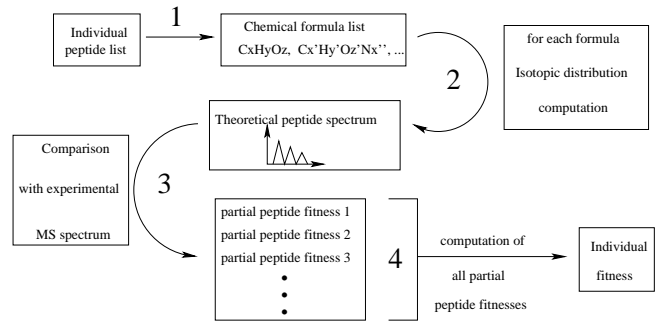 Individual
peptide list
1
Chemical formula list
CxHyOz, Cx'Hy'Oz'Nx'', ...
2
for each formula
Isotopic distribution
computation
Theoretical peptide spectrum
Comparison
with experimental
MS spectrum
3
partial peptide fitness 1
partial peptide fitness 2
partial peptide fitness 3
4
computation of
all partial
peptide fitnesses
Individual
fitness